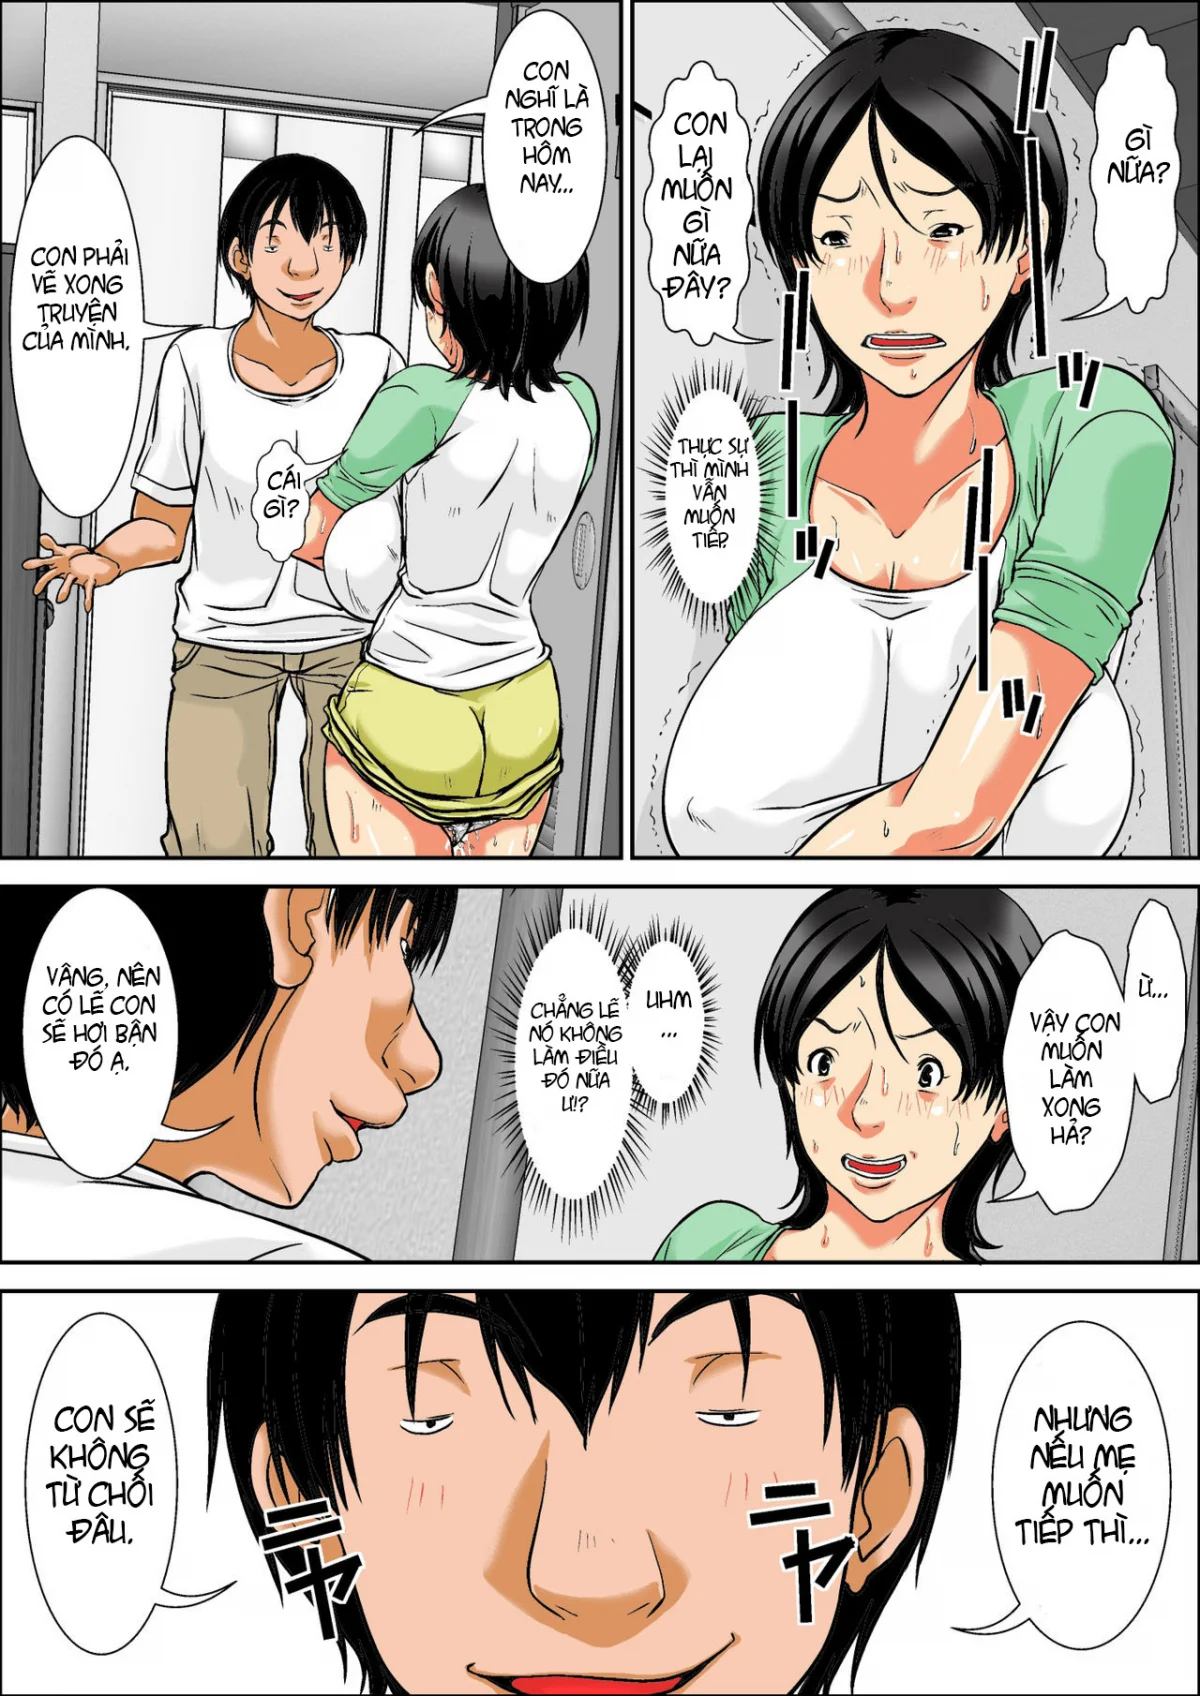 GÌ
NỮA?
CON
LẠI
MUỐN
GÌ
NỮA
ĐÂY?
THỰC SỰ
THÌ MÌNH
VẪN
MUỐN
TIẾP.
CON
NGHĨ LÀ
TRONG
HÔM
NAY...
CÁI
GÌ?
CON PHẢI
VẼ XONG
TRUYỆN
CỦA MÌNH.
Ừ...
VẬY CON
MUỐN
LÀM
XONG
HẢ?
UHM
...
CHẲNG LẼ
NÓ KHÔNG
LÀM ĐIỀU
ĐÓ NỮA
Ư!?
VÂNG, NÊN
CÓ LẼ CON
SẼ HƠI BẬN
ĐÓ Ạ.
NHƯNG
NẾU MẸ
MUỐN
TIẾP THÌ...
ニヤ
ニヤ
CON SẼ
KHÔNG
TỪ CHỐI
ĐÂU.